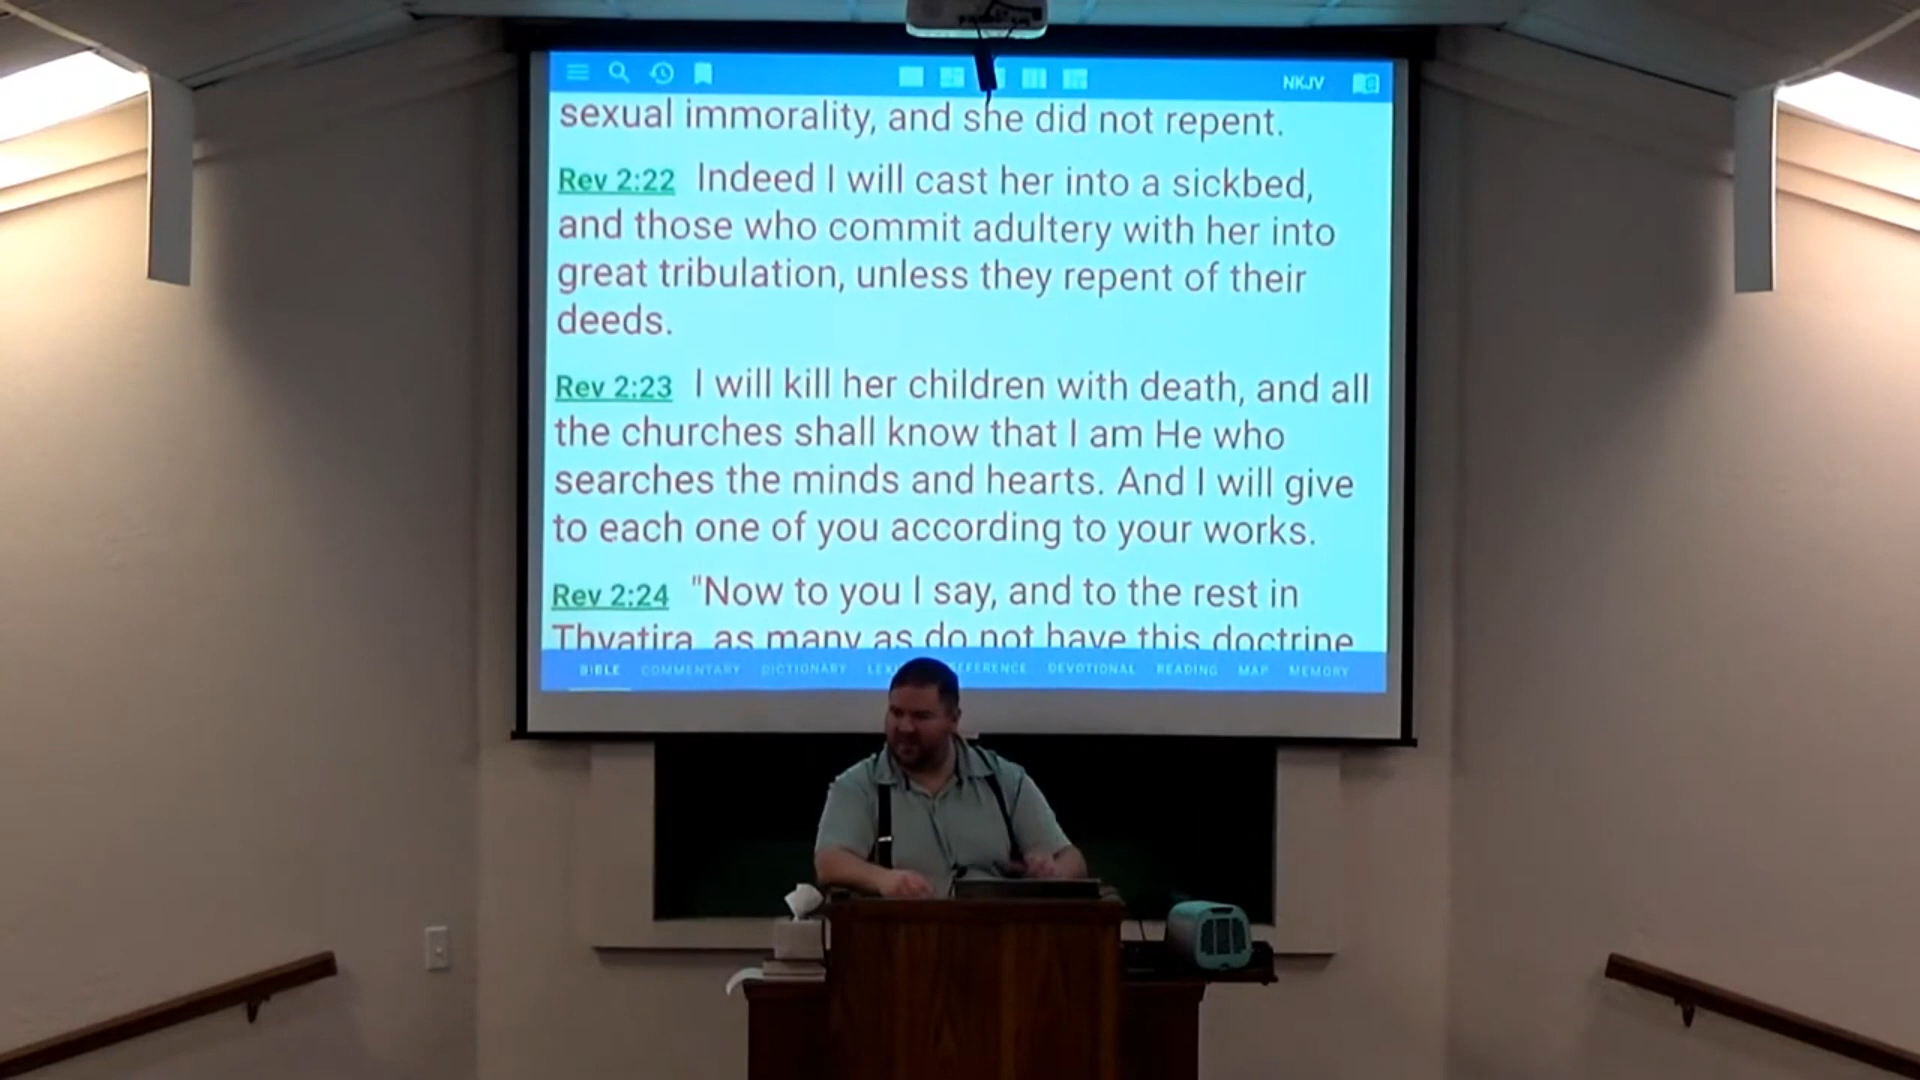 NKJV
sexual immorality, and she did not repent.
Rev 2:22 Indeed I will cast her into a sickbed,
and those who commit adultery with her into
great tribulation, unless they repent of their
deeds.
Rev 2:23 I will kill her children with death, and all
the churches shall know that I am He who
searches the minds and hearts. And I will give
to each one of you according to your works.
Rev 2:24 "Now to you I say, and to the rest in
Thyatira, as many as do not have this doctrine
BIBLE COMMENTARY DICTIONARY DEVOTIONAL READING MAP MEMORY